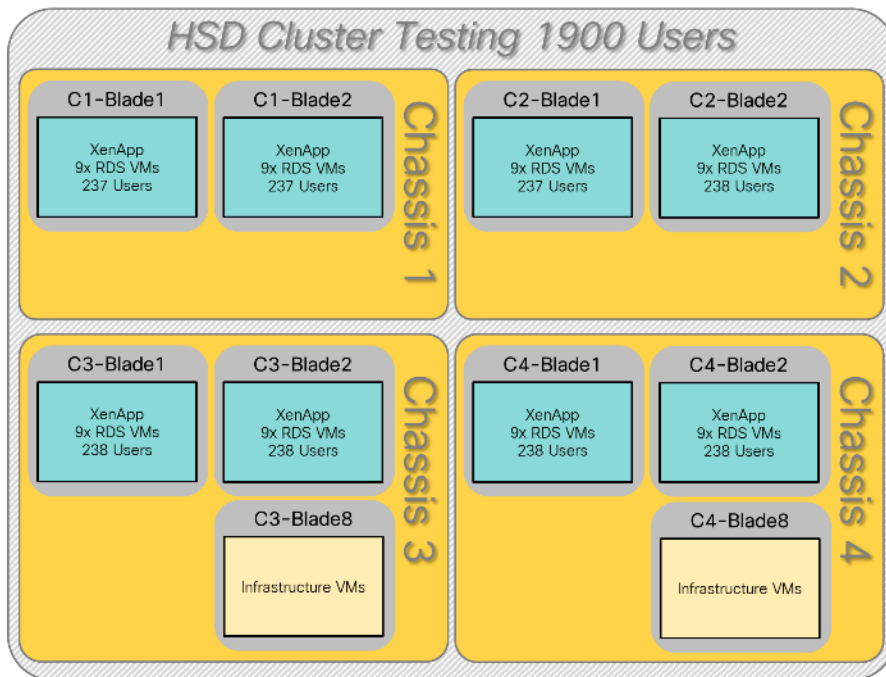 HSD Cluster Testing 1900 Users
C1-Blade1
XenApp
9x RDS VMs
237 Users
C1-Blade2
XenApp
9x RDS VMs
237 Users
Chassis 1
C2-Blade1
XenApp
9x RDS VMs
237 Users
C2-Blade2
XenApp
9x RDS VMs
238 Users
Chassis 2
C3-Blade1
XenApp
9x RDS VMs
238 Users
C3-Blade2
XenApp
9x RDS VMs
238 Users
C3-Blade8
Infrastructure VMs
Chassis 3
C4-Blade1
XenApp
9x RDS VMs
238 Users
C4-Blade2
XenApp
9x RDS VMs
238 Users
C4-Blade8
Infrastructure VMs
Chassis 4